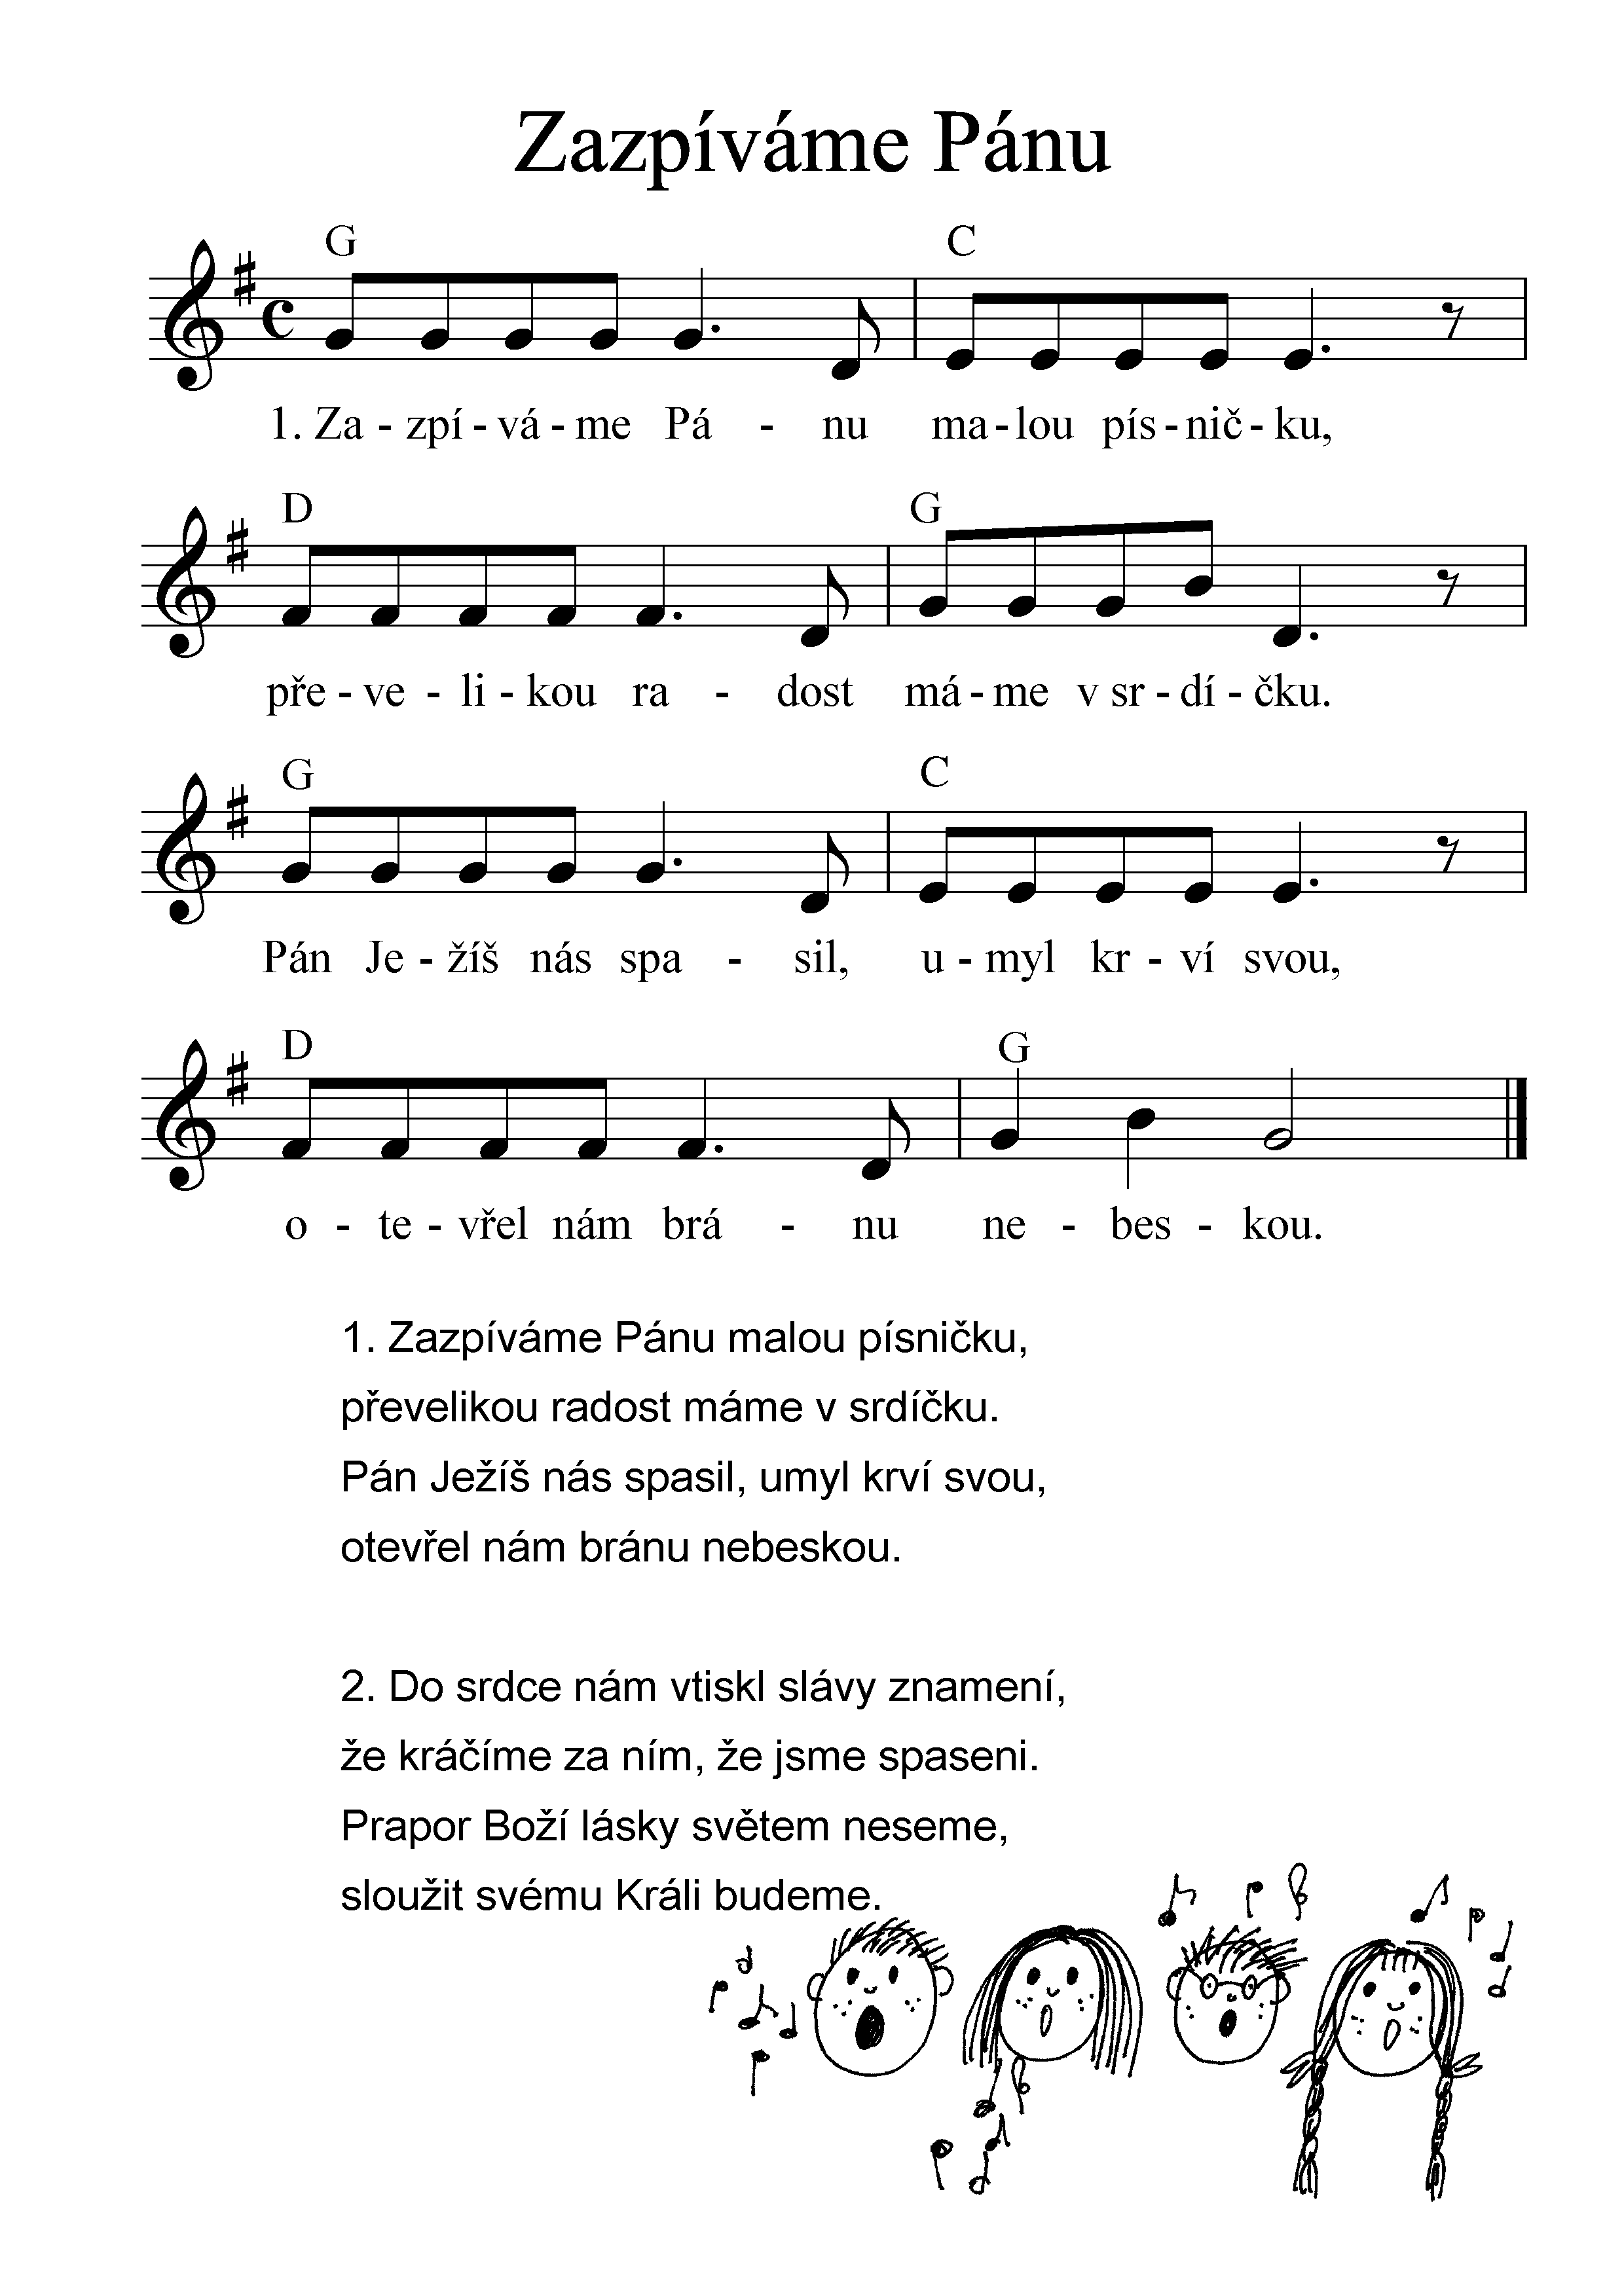 Zazpíváme Pánu
G C
1. Za - zpí - vá - me Pá - nu ma - lou pís - nič - ku,
D G
pře - ve - li - kou ra - dost má - me v sr - dí - čku.
G C
Pán Je - žíš nás spa - sil, u - myl kr - ví svou,
D G
o - te - vřel nám brá - nu ne - bes - kou.
1. Zazpíváme Pánu malou písničku,
převelikou radost máme v srdíčku.
Pán Ježíš nás spasil, umyl krví svou,
otevřel nám bránu nebeskou.
2. Do srdce nám vtiskl slávy znamení,
že kráčíme za ním, že jsme spaseni.
Prapor Boží lásky světem neseme,
sloužit svému Králi budeme.